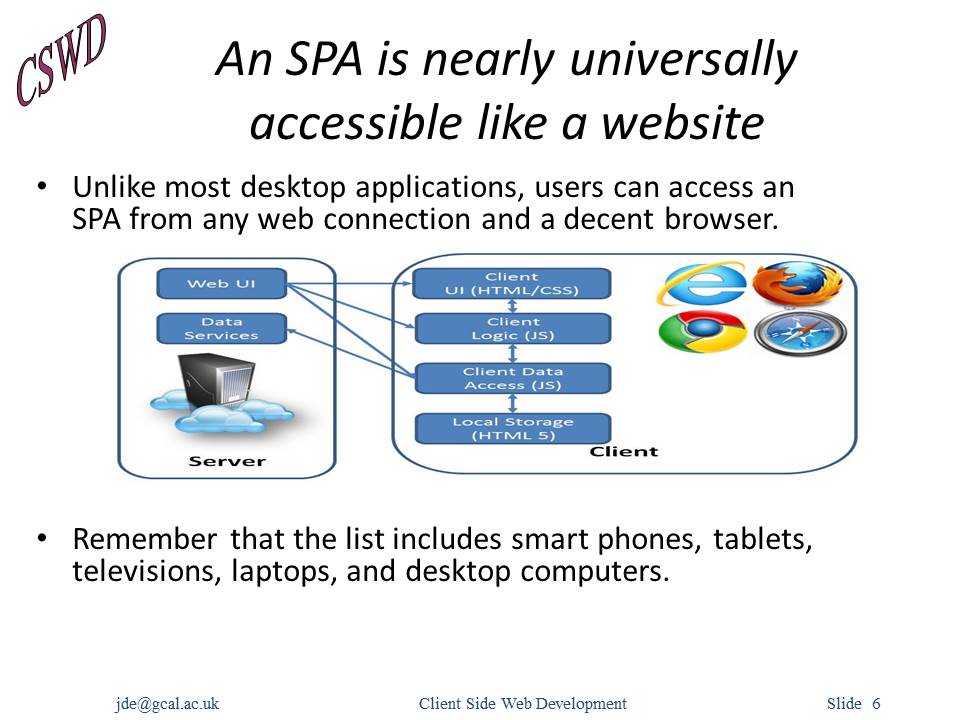 CSWD
An SPA is nearly universally
accessible like a website
• Unlike most desktop applications, users can access an
SPA from any web connection and a decent browser.
Web UI
Data
Services
Server
Client
UI (HTML/CSS)
Client
Logic (JS)
Client Data
Access (JS)
Local Storage
(HTML 5)
Client
• Remember that the list includes smart phones, tablets,
televisions, laptops, and desktop computers.
jde@gcal.ac.uk
Client Side Web Development
Slide 6